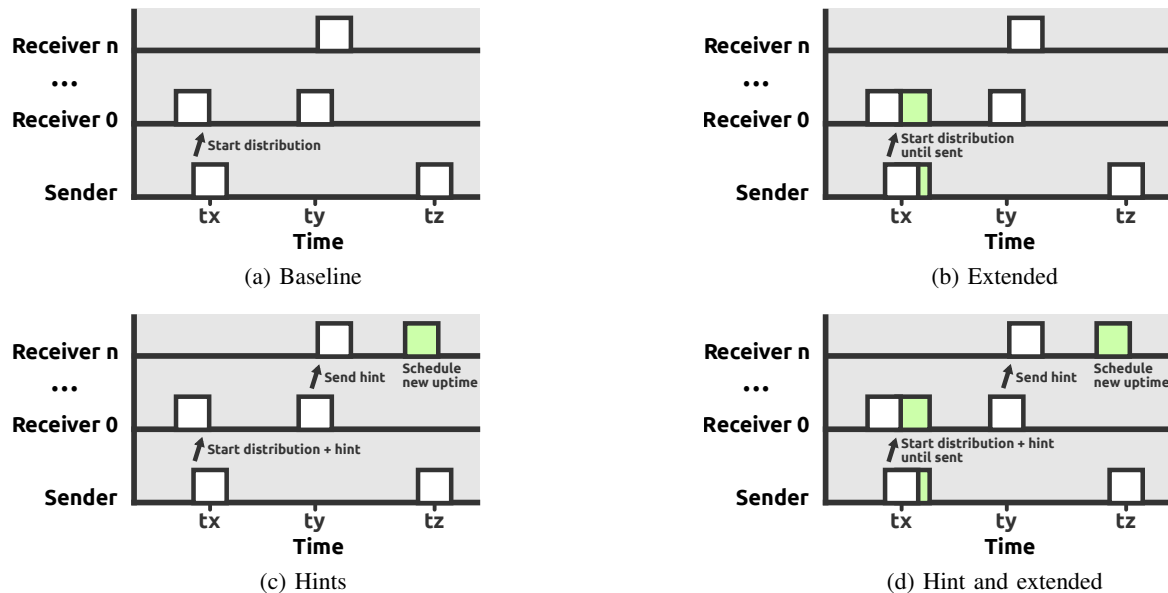 Receiver n
...
Receiver 0
Start distribution
Sender
tx ty tz
Time
(a) Baseline
Receiver n
...
Receiver 0
Start distribution
until sent
Sender
tx ty tz
Time
(b) Extended
Receiver n
Schedule
new uptime
Send hint
...
Receiver 0
Start distribution + hint
Sender
tx ty tz
Time
(c) Hints
Receiver n
Schedule
new uptime
Send hint
...
Receiver 0
Start distribution + hint
until sent
Sender
tx ty tz
Time
(d) Hint and extended